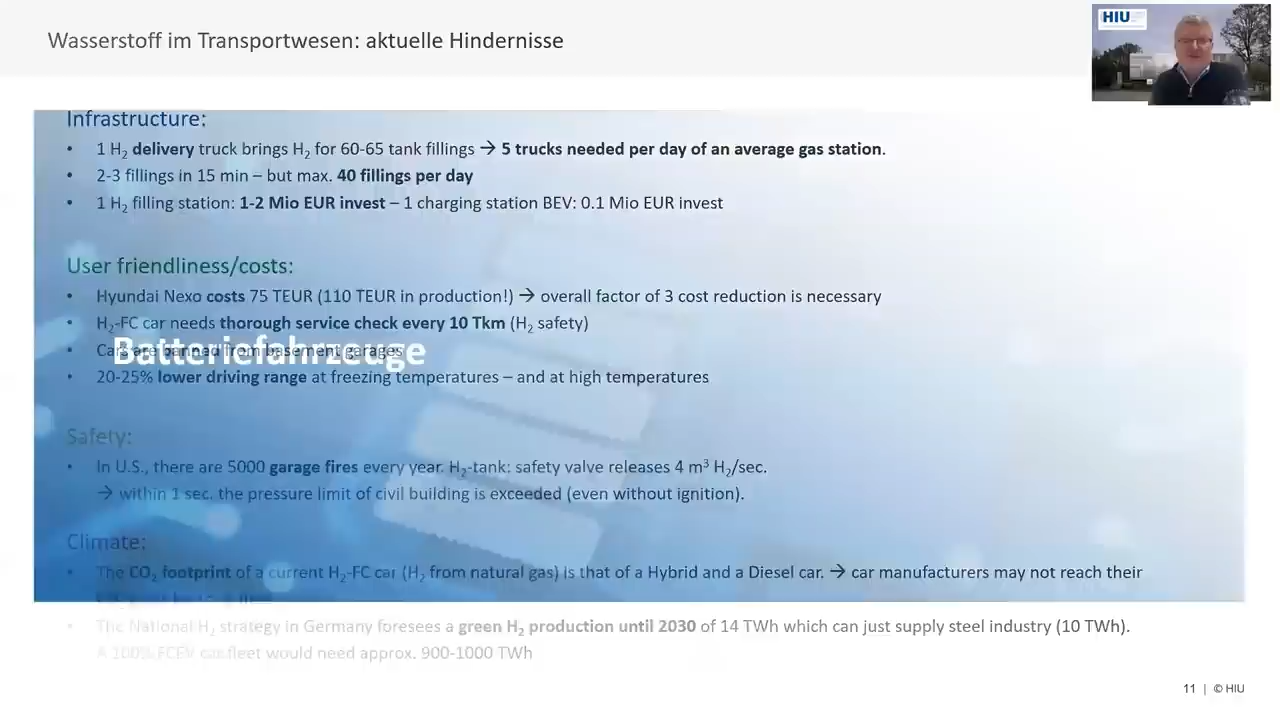 Wasserstoff im Transportwesen: aktuelle Hindernisse
HIU
Infrastructure:
• 1 H₂ delivery truck brings H₂ for 60-65 tank fillings → 5 trucks needed per day of an average gas station.
• 2-3 fillings in 15 min – but max. 40 fillings per day
• 1 H₂ filling station: 1-2 Mio EUR invest – 1 charging station BEV: 0.1 Mio EUR invest
User friendliness/costs:
• Hyundai Nexo costs 75 TEUR (110 TEUR in production!) → overall factor of 3 cost reduction is necessary
• H₂-FC car needs thorough service check every 10 Tkm (H₂ safety)
• Cars are banned from basement garages
Batteriefahrzeuge
• 20-25% lower driving range at freezing temperatures – and at high temperatures
Safety:
• In U.S., there are 5000 garage fires every year. H₂-tank: safety valve releases 4 m³ H₂/sec.
→ within 1 sec. the pressure limit of civil building is exceeded (even without ignition).
Climate:
• The CO₂ footprint of a current H₂-FC car (H₂ from natural gas) is that of a Hybrid and a Diesel car. → car manufacturers may not reach their
• The National H₂ strategy in Germany foresees a green H₂ production until 2030 of 14 TWh which can just supply steel industry (10 TWh).
A 100% FCEV car fleet would need approx. 900-1000 TWh
11 | © HIU